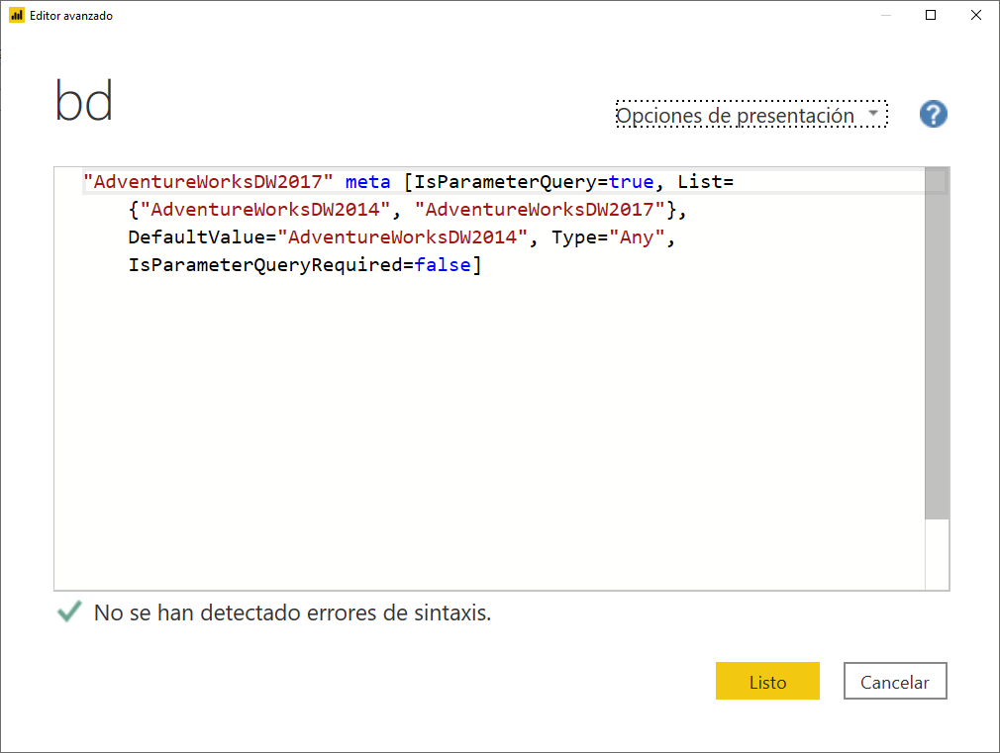 Editor avanzado
bd
Opciones de presentación
?
"AdventureWorksDW2017" meta [IsParameterQuery=true, List=
{"AdventureWorksDW2014", "AdventureWorksDW2017"},
DefaultValue="AdventureWorksDW2014", Type="Any",
IsParameterQueryRequired=false]
No se han detectado errores de sintaxis.
Listo
Cancelar